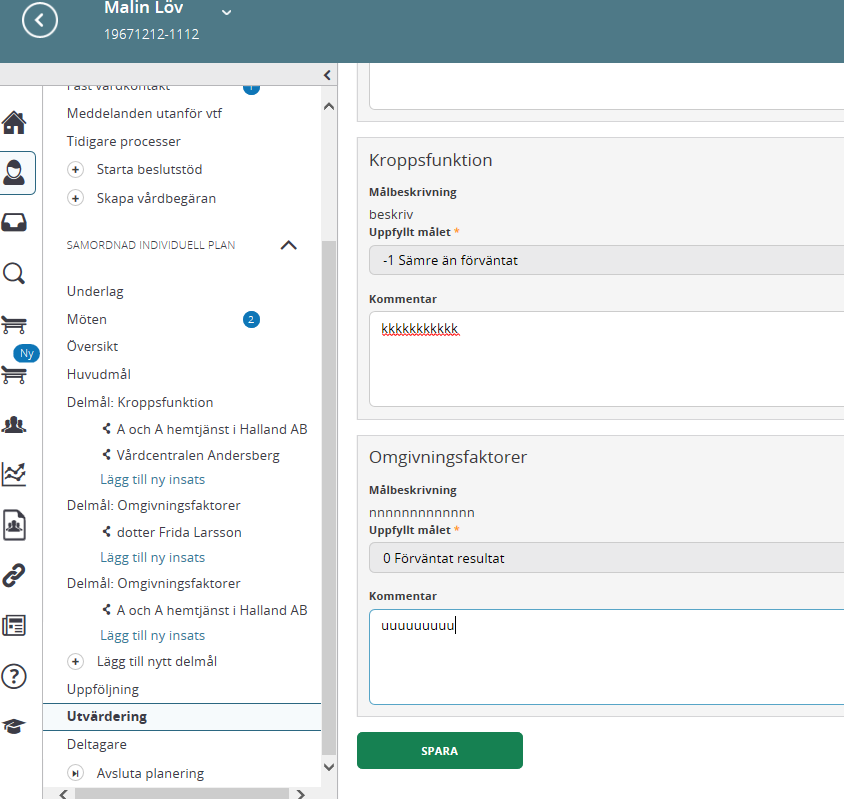 Malin Löv
19671212-1112
Fast vårdkontakt
Meddelanden utanför vtf
Tidigare processer
Starta beslutstöd
Skapa vårdbegäran
SAMORDNAD INDIVIDUELL PLAN
Underlag
Möten 2
Översikt
Ny
Huvudmål
Delmål: Kroppsfunktion
A och A hemtjänst i Halland AB
Vårdcentralen Andersberg
Lägg till ny insats
Delmål: Omgivningsfaktorer
dotter Frida Larsson
Lägg till ny insats
Delmål: Omgivningsfaktorer
A och A hemtjänst i Halland AB
Lägg till ny insats
Lägg till nytt delmål
Uppföljning
Utvärdering
Deltagare
Avsluta planering
Kroppsfunktion
Målbeskrivning
beskriv
Uppfyllt målet *
-1 Sämre än förväntat
Kommentar
kkkkkkkkkkk
Omgivningsfaktorer
Målbeskrivning
nnnnnnnnnnnnn
Uppfyllt målet *
0 Förväntat resultat
Kommentar
uuuuuuuuu
SPARA